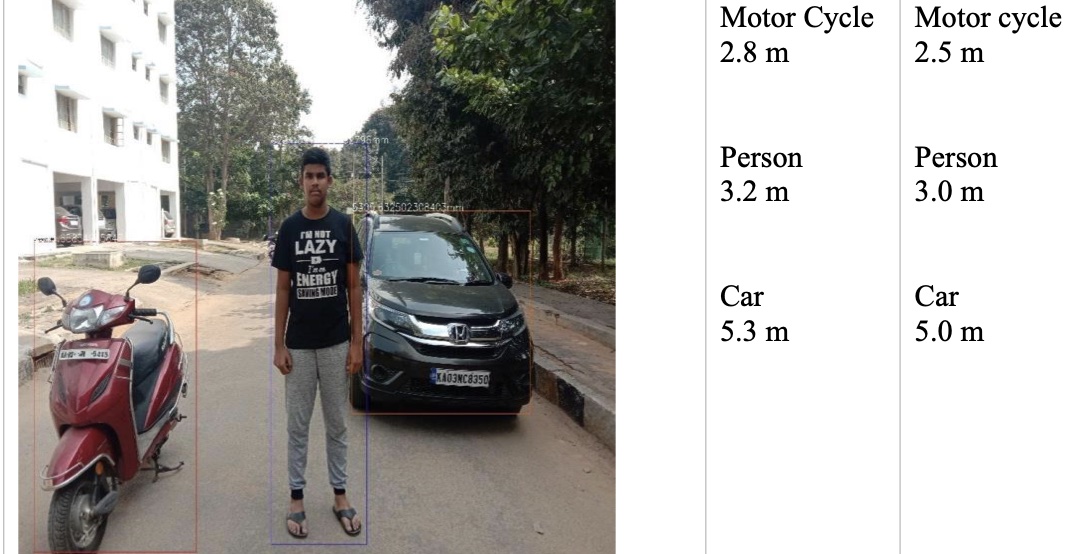 I'M NOT
LAZY
I'm on
ENERGY
SAVING MODE
KA03MC8350
Motor Cycle
2.8 m
Person
3.2 m
Car
5.3 m
Motor cycle
2.5 m
Person
3.0 m
Car
5.0 m